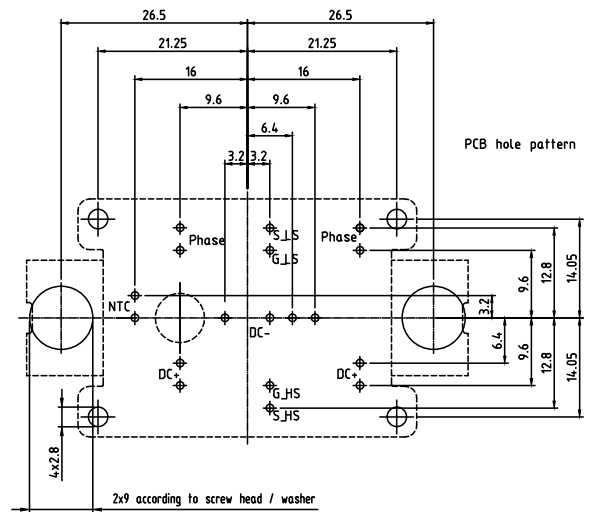 26.5 26.5
21.25 21.25
16 16
9.6 9.6
6.4
3.2 3.2
PCB hole pattern
Phase S_LS Phase
G_LS
NTC
DC-
DC+ DC+
G_HS
S_HS
3.2
9.6
12.8
14.05
6.4
9.6
12.8
14.05
4x2.8
2x9 according to screw head / washer